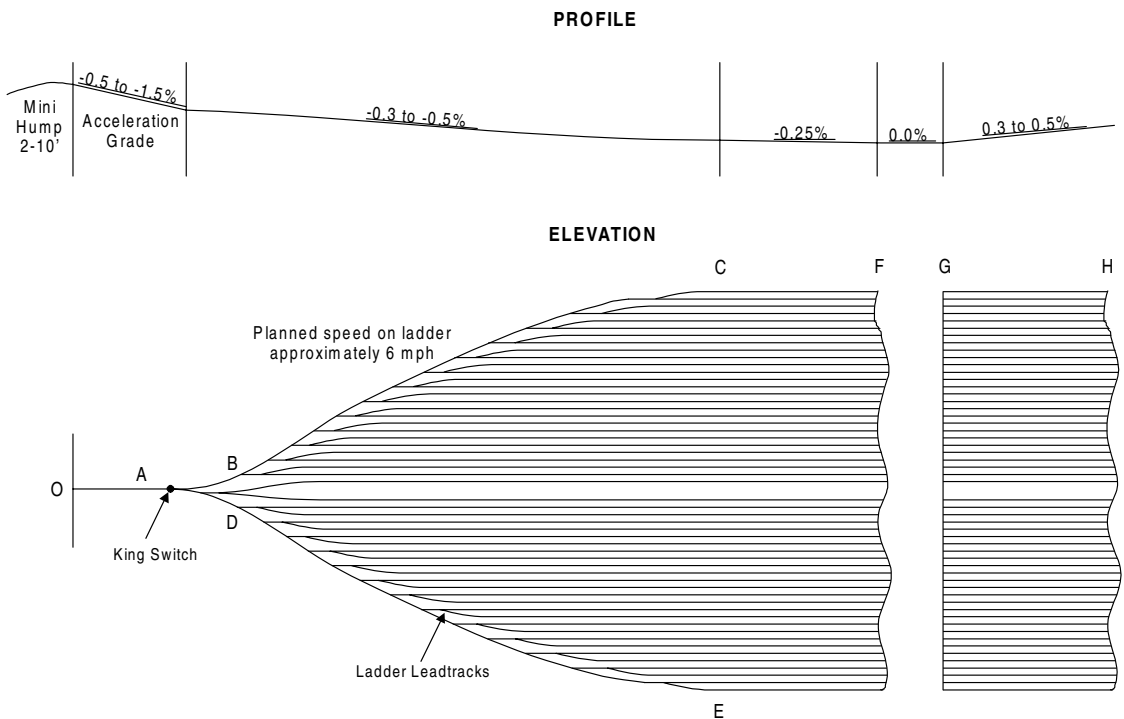 PROFILE
-0.5 to -1.5%
Mini
Hump
2-10'
Acceleration
Grade
-0.3 to -0.5%
-0.25%
0.0%
0.3 to 0.5%
ELEVATION
C
F
G
H
Planned speed on ladder
approximately 6 mph
B
A
O
D
King Switch
Ladder Leadtracks
E